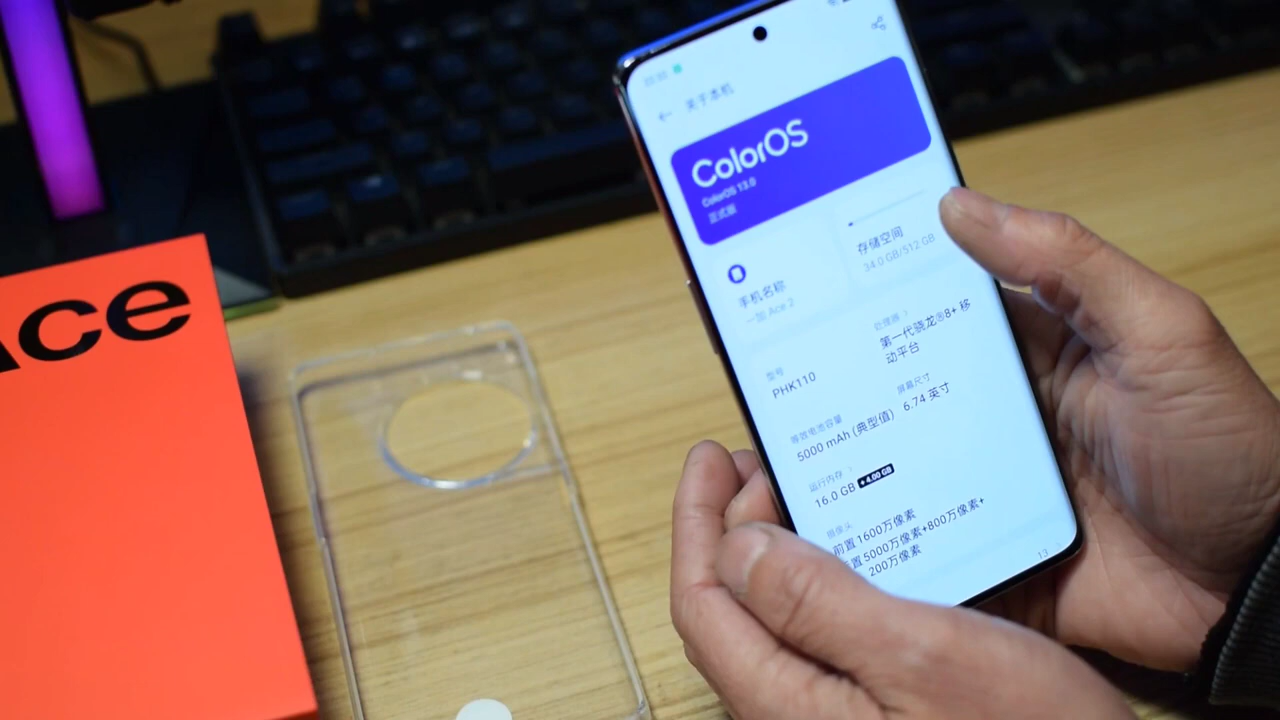 Ace
关于本机
ColorOS
ColorOS 13.0
正式版
手机名称
一加 Ace 2
存储空间
34.0 GB/512 GB
型号
PHK110
处理器
第一代骁龙®8+ 移
动平台
等效电池容量
5000 mAh (典型值)
屏幕尺寸
6.74 英寸
运行内存
16.0 GB +4.00 GB
摄像头
前置 1600万像素
置 5000万像素+800万像素+
200万像素
13